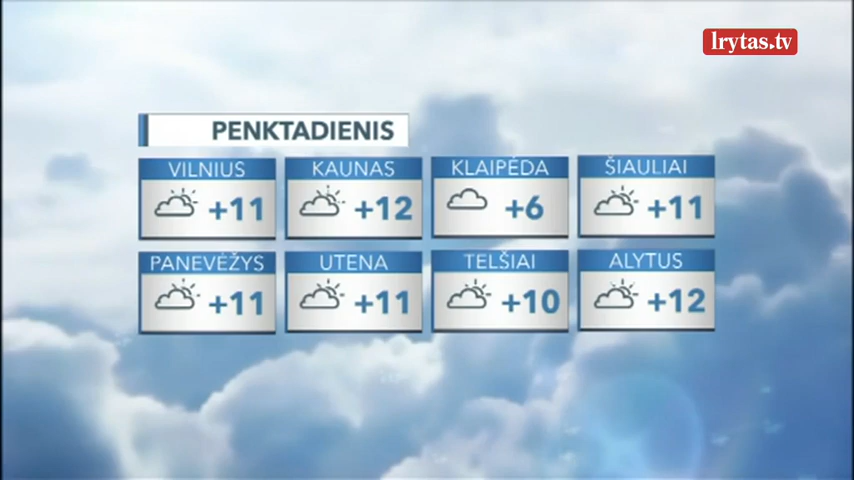 lrytas.tv
PENKTADIENIS
VILNIUS
+11
KAUNAS
+12
KLAIPĖDA
+6
ŠIAULIAI
+11
PANEVĖŽYS
+11
UTENA
+11
TELŠIAI
+10
ALYTUS
+12